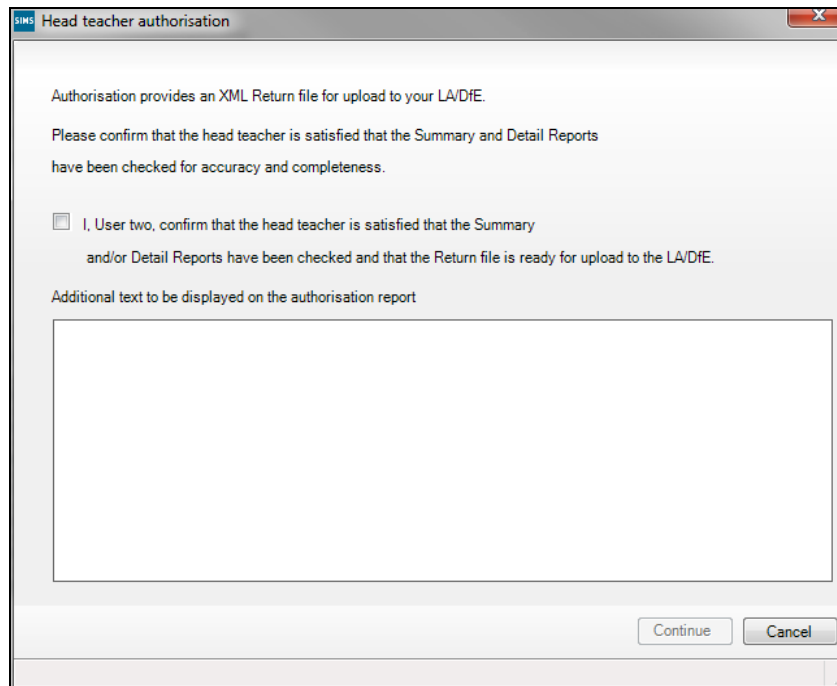 SIMS Head teacher authorisation X
Authorisation provides an XML Return file for upload to your LA/DfE.
Please confirm that the head teacher is satisfied that the Summary and Detail Reports
have been checked for accuracy and completeness.
I, User two, confirm that the head teacher is satisfied that the Summary
and/or Detail Reports have been checked and that the Return file is ready for upload to the LA/DfE.
Additional text to be displayed on the authorisation report
Continue Cancel